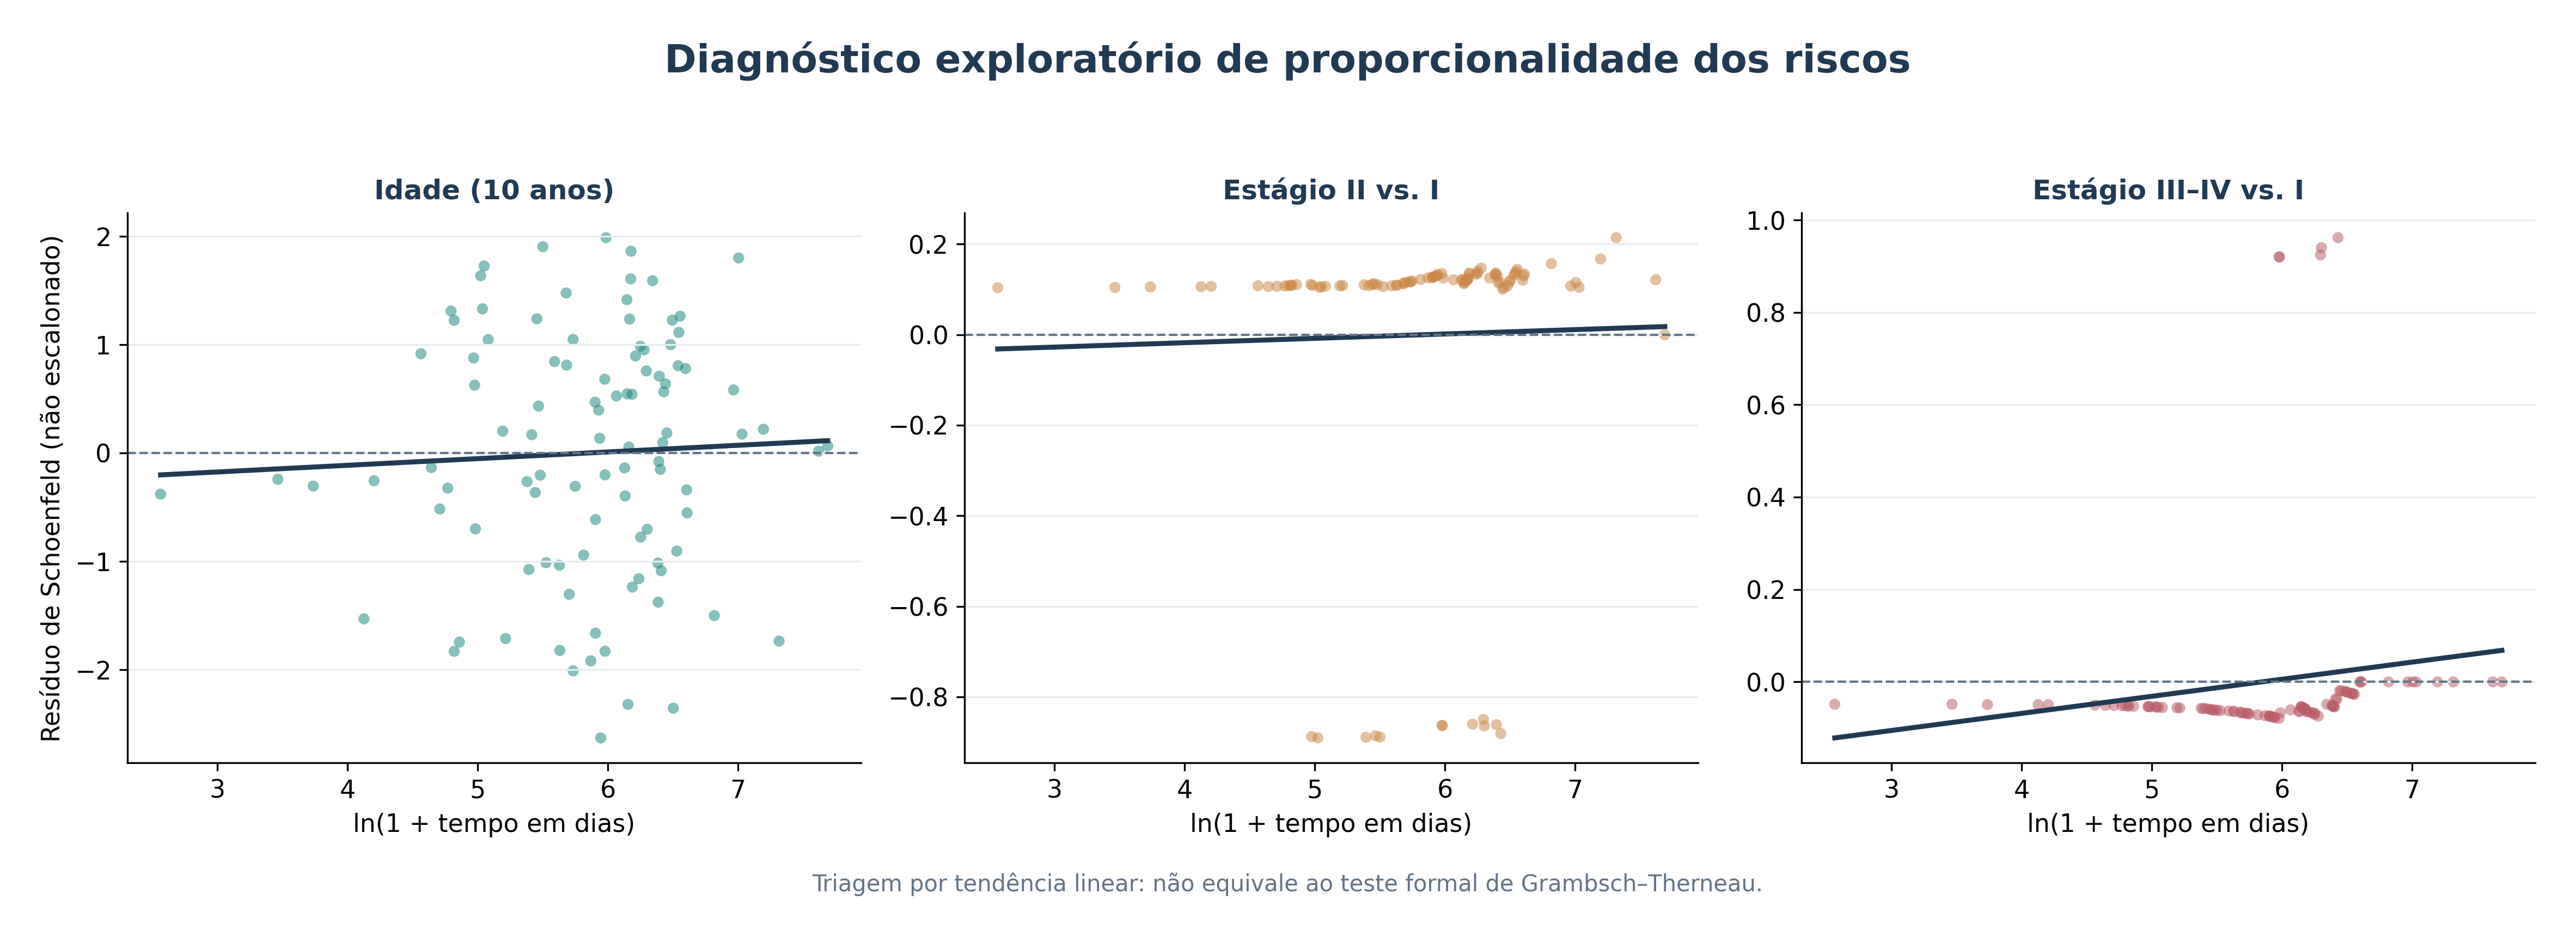 Diagnóstico exploratório de proporcionalidade dos riscos
Idade (10 anos)
Resíduo de Schoenfeld (não escalonado)
2
1
0
−1
−2
3 4 5 6 7
ln(1 + tempo em dias)
Estágio II vs. I
0.2
0.0
−0.2
−0.4
−0.6
−0.8
3 4 5 6 7
ln(1 + tempo em dias)
Estágio III–IV vs. I
1.0
0.8
0.6
0.4
0.2
0.0
3 4 5 6 7
ln(1 + tempo em dias)
Triagem por tendência linear: não equivale ao teste formal de Grambsch–Therneau.